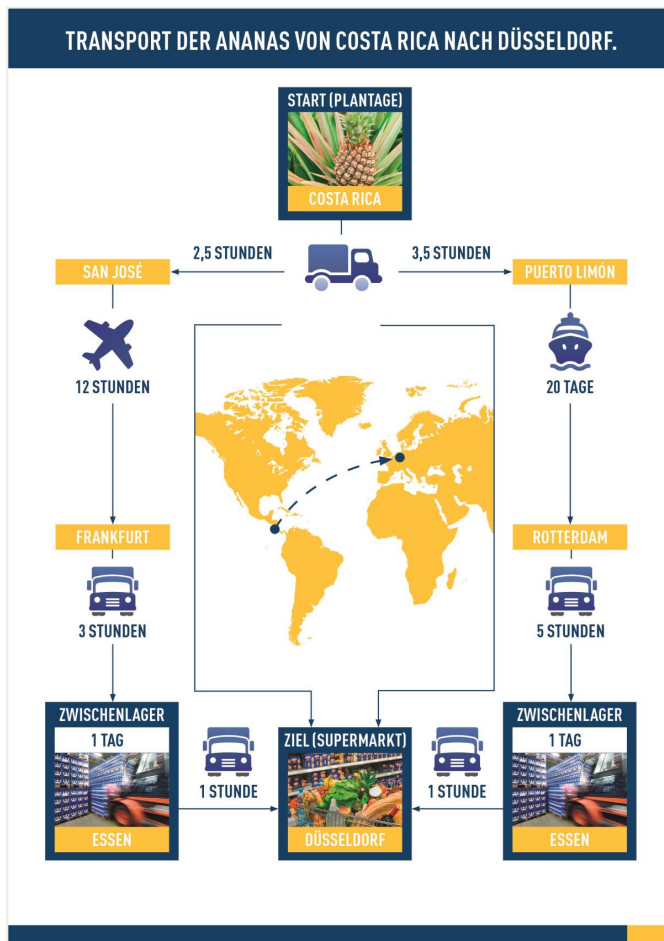 TRANSPORT DER ANANAS VON COSTA RICA NACH DÜSSELDORF.
START (PLANTAGE)
COSTA RICA
2,5 STUNDEN
3,5 STUNDEN
SAN JOSÉ
PUERTO LIMÓN
12 STUNDEN
20 TAGE
FRANKFURT
ROTTERDAM
3 STUNDEN
5 STUNDEN
ZWISCHENLAGER
1 TAG
ESSEN
1 STUNDE
ZIEL (SUPERMARKT)
DÜSSELDORF
1 STUNDE
ZWISCHENLAGER
1 TAG
ESSEN